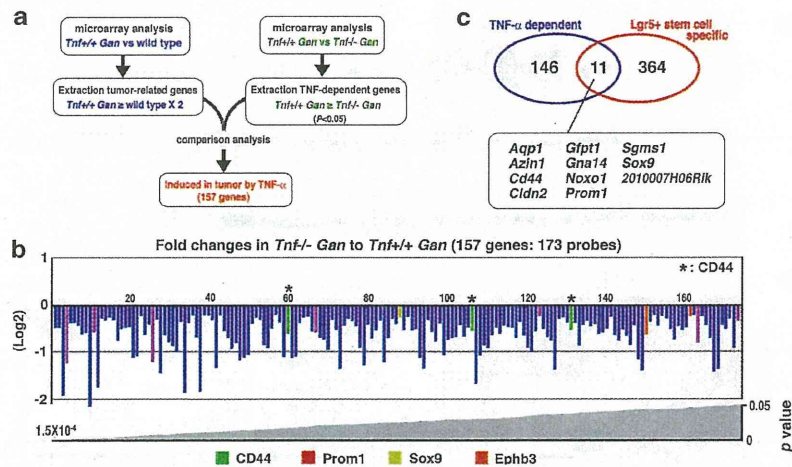 a
microarray analysis
Tnf+/+ Gan vs wild type
microarray analysis
Tnf+/+ Gan vs Tnf-/- Gan
Extraction tumor-related genes
Tnf+/+ Gan ≥ wild type X 2
Extraction TNF-dependent genes
Tnf+/+ Gan ≥ Tnf-/- Gan
(P<0.05)
comparison analysis
Induced in tumor by TNF-α
(157 genes)
c
TNF-α dependent
Lgr5+ stem cell
specific
146
11
364
Aqp1 Gfpt1 Sgms1
Azin1 Gna14 Sox9
Cd44 Noxo1 2010007H06Rik
Cldn2 Prom1
b
Fold changes in Tnf-/- Gan to Tnf+/+ Gan (157 genes: 173 probes)
*: CD44
(Log2)
1
0
-1
-2
20 40 60 80 100 120 140 160
* * *
1.5X10-4
0.05
0
p value
CD44 Prom1 Sox9 Ephb3